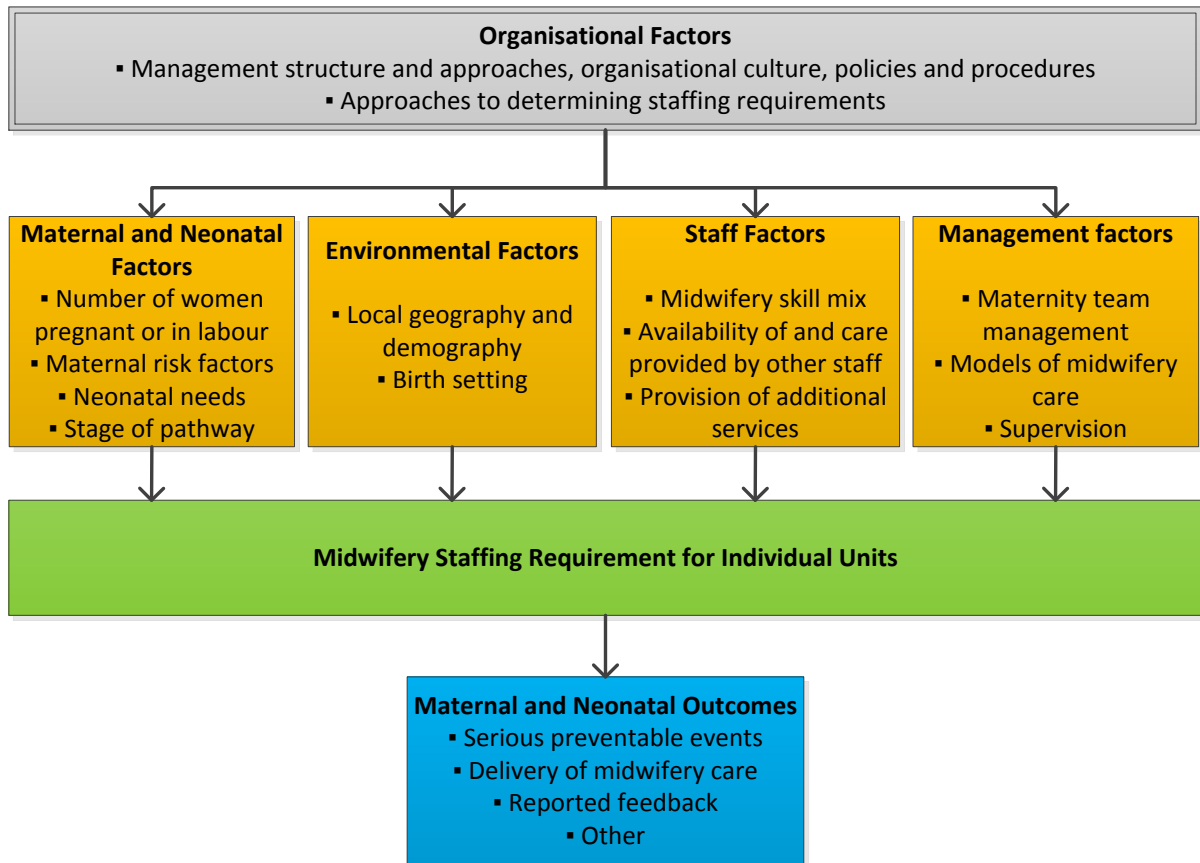 Organisational Factors
▪ Management structure and approaches, organisational culture, policies and procedures
▪ Approaches to determining staffing requirements
Maternal and Neonatal
Factors
▪ Number of women
pregnant or in labour
▪ Maternal risk factors
▪ Neonatal needs
▪ Stage of pathway
Environmental Factors
▪ Local geography and
demography
▪ Birth setting
Staff Factors
▪ Midwifery skill mix
▪ Availability of and care
provided by other staff
▪ Provision of additional
services
Management factors
▪ Maternity team
management
▪ Models of midwifery
care
▪ Supervision
Midwifery Staffing Requirement for Individual Units
Maternal and Neonatal Outcomes
▪ Serious preventable events
▪ Delivery of midwifery care
▪ Reported feedback
▪ Other